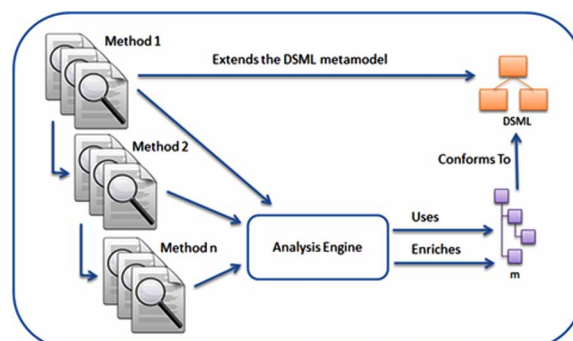 Method 1
Extends the DSML metamodel
DSML
Method 2
Conforms To
Method n
Analysis Engine
Uses
Enriches
m